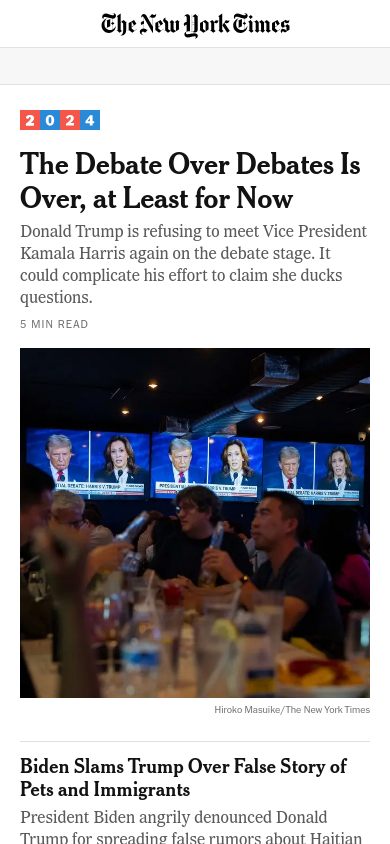 The New York Times
2024
The Debate Over Debates Is
Over, at Least for Now
Donald Trump is refusing to meet Vice President
Kamala Harris again on the debate stage. It
could complicate his effort to claim she ducks
questions.
5 MIN READ
Hiroko Masuike/The New York Times
Biden Slams Trump Over False Story of
Pets and Immigrants
President Biden angrily denounced Donald
Trump for spreading false rumors about Haitian